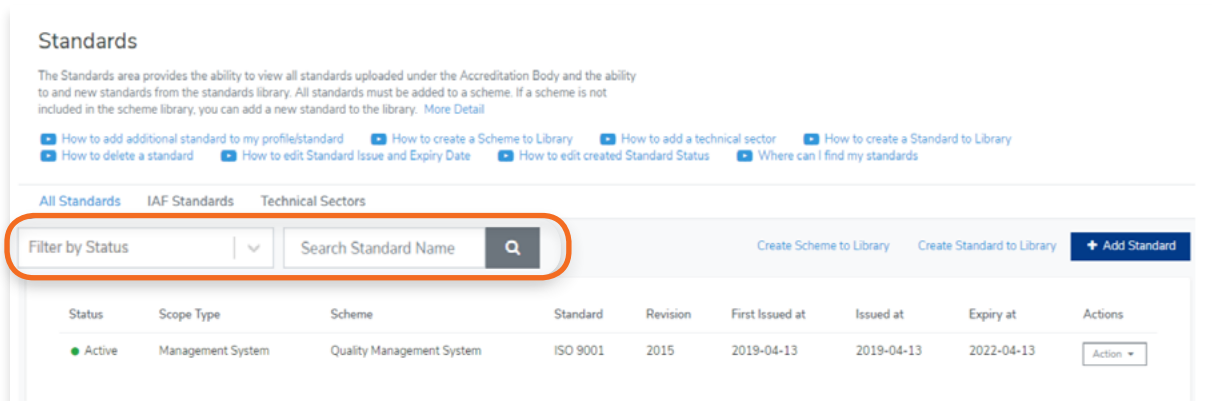 Standards
The Standards area provides the ability to view all standards uploaded under the Accreditation Body and the ability
to and new standards from the standards library. All standards must be added to a scheme. If a scheme is not
included in the scheme library, you can add a new standard to the library. More Detail
How to add additional standard to my profile/standard How to create a Scheme to Library How to add a technical sector How to create a Standard to Library
How to delete a standard How to edit Standard Issue and Expiry Date How to edit created Standard Status Where can I find my standards
All Standards IAF Standards Technical Sectors
Filter by Status Search Standard Name Create Scheme to Library Create Standard to Library + Add Standard
Status Scope Type Scheme Standard Revision First Issued at Issued at Expiry at Actions
Active Management System Quality Management System ISO 9001 2015 2019-04-13 2019-04-13 2022-04-13 Action